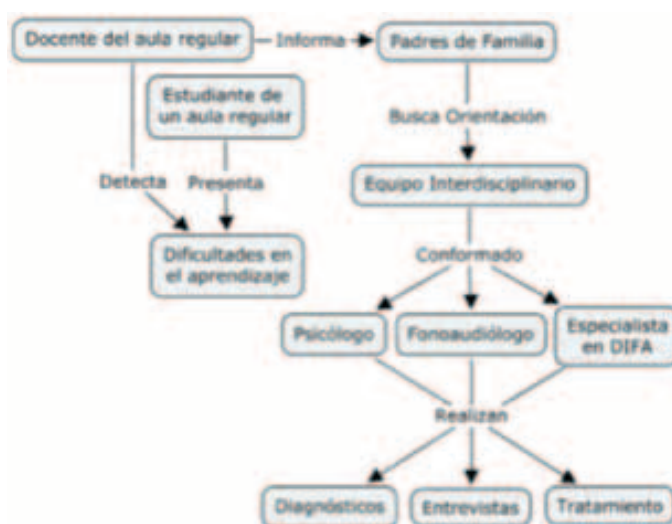 Docente del aula regular
Informa
Padres de Familia
Estudiante de
un aula regular
Busca Orientación
Detecta
Presenta
Equipo Interdisciplinario
Dificultades en
el aprendizaje
Conformado
Psicólogo
Fonoaudiólogo
Especialista
en DIFA
Realizan
Diagnósticos
Entrevistas
Tratamiento